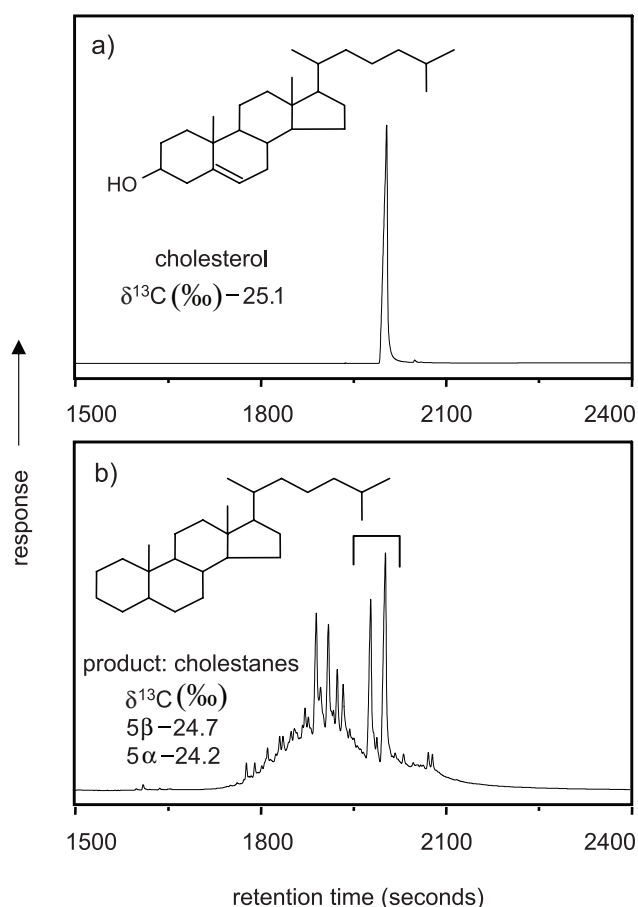 a)
HO
cholesterol
δ¹³C (‰) −25.1
1500 1800 2100 2400
response
b)
product: cholestanes
δ¹³C (‰)
5β −24.7
5α −24.2
1500 1800 2100 2400
retention time (seconds)